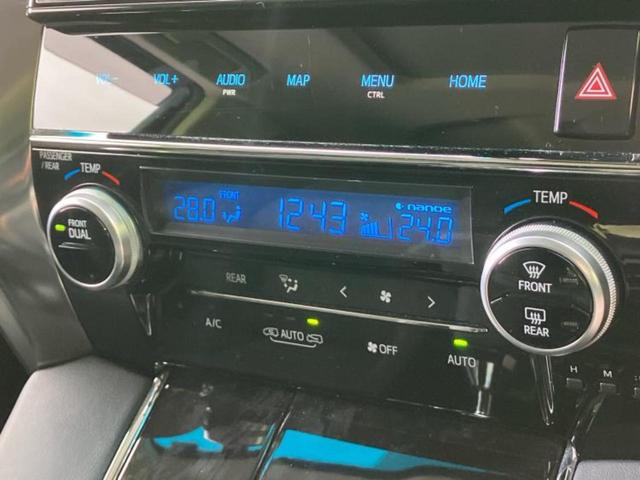 VOL− VOL+ AUDIO MAP MENU HOME
PWR CTRL
PASSENGER
/REAR
TEMP
FRONT
DUAL
FRONT
nanoe
28.0 12:43 24.0
TEMP
FRONT
REAR
REAR
A/C AUTO OFF AUTO
H M